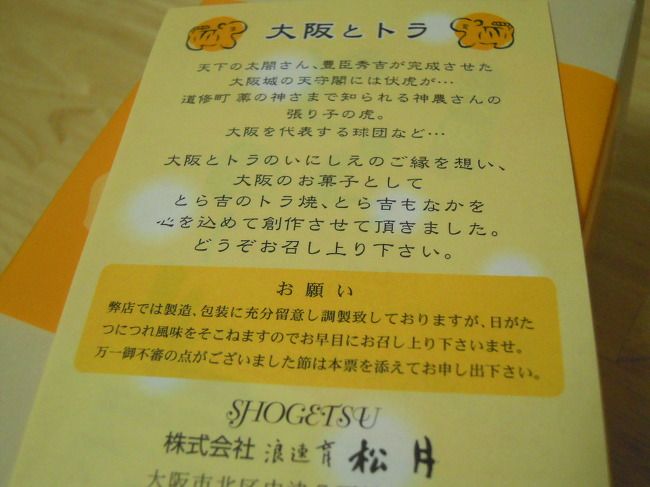 大阪とトラ
天下の太閤さん、豊臣秀吉が完成させた
大阪城の天守閣には伏虎が…
道修町 薬の神さまで知られる神農さんの
張り子の虎。
大阪を代表する球団など…
大阪とトラのいにしえのご縁を想い、
大阪のお菓子として
とら吉のトラ焼、とら吉もなかを
心を込めて創作させて頂きました。
どうぞお召し上り下さい。
お願い
弊店では製造、包装に充分留意し調製致しておりますが、日がた
つにつれ風味をそこねますのでお早目にお召し上り下さいませ。
万一御不審の点がございました節は本票を添えてお申し出下さい。
SHOGETSU
株式会社 浪速育 松月
大阪市北区中津